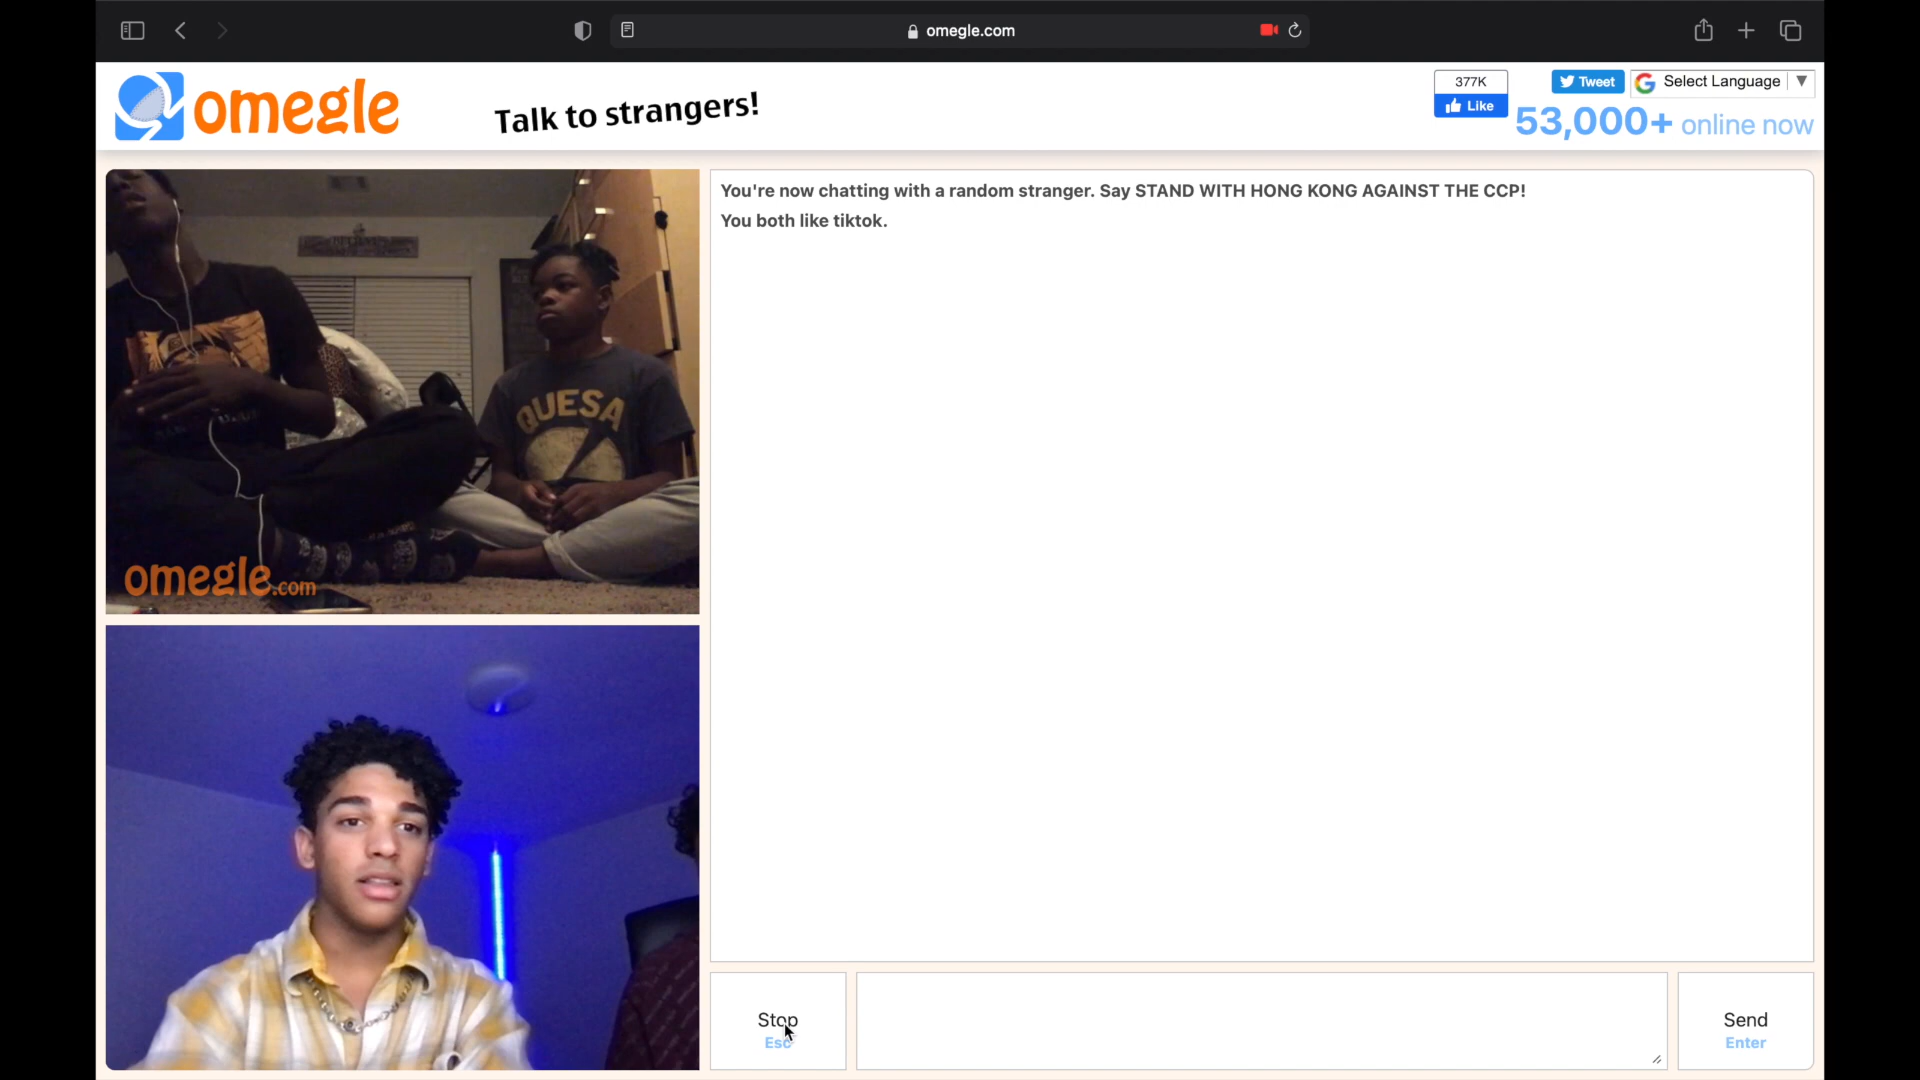 omegle.com
omegle
Talk to strangers!
377K
Like
Tweet
Select Language
53,000+ online now
You're now chatting with a random stranger. Say STAND WITH HONG KONG AGAINST THE CCP!
You both like tiktok.
QUESA
omegle.com
Stop
Esc
Send
Enter